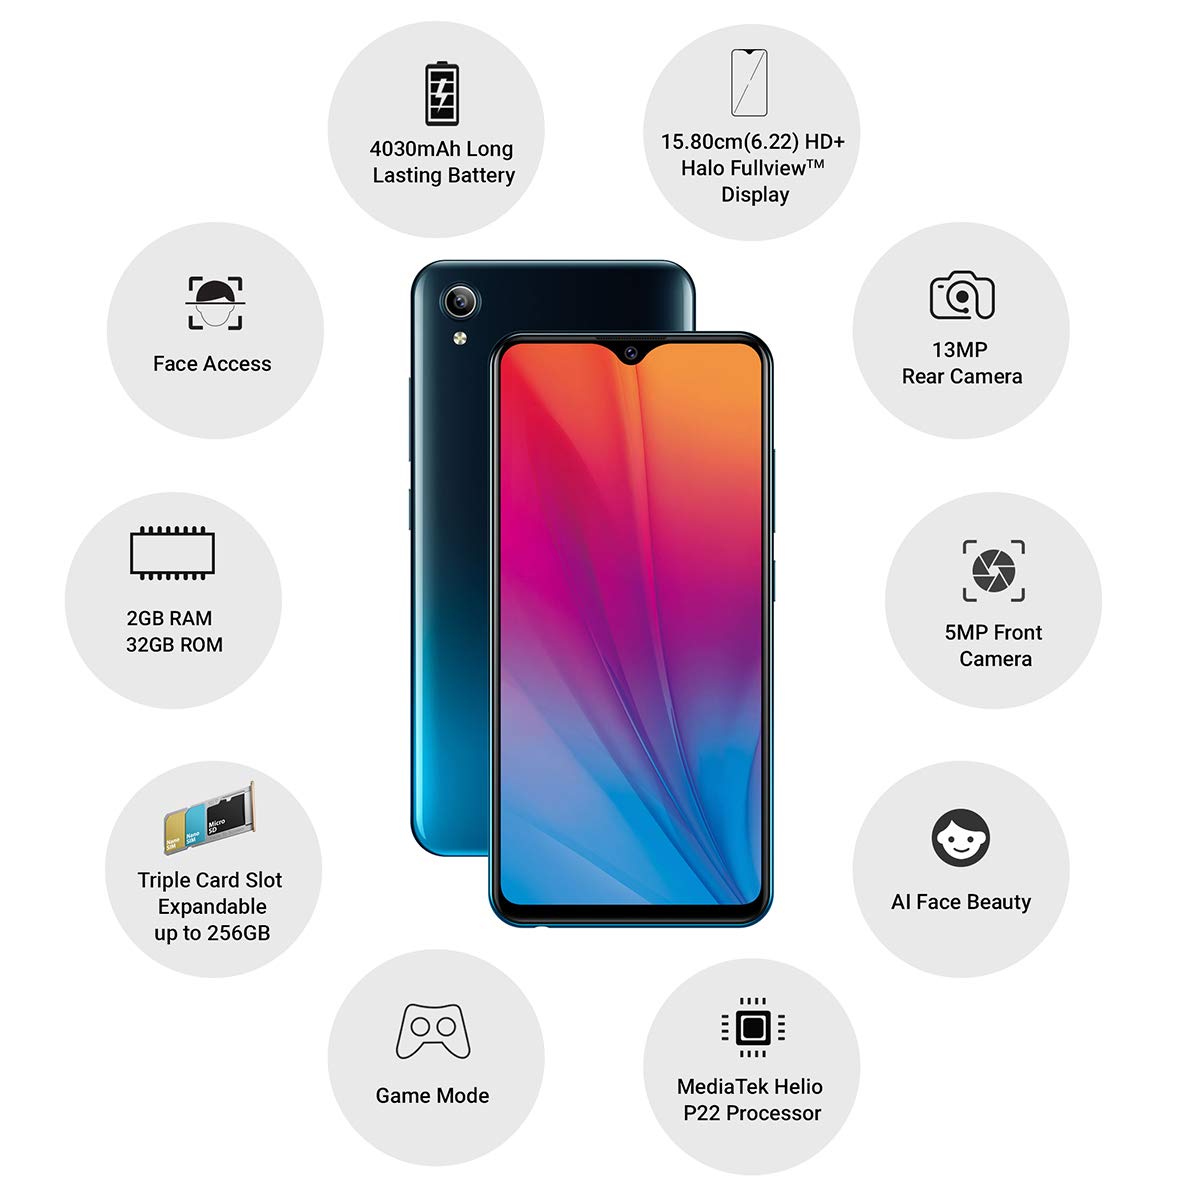 4030mAh Long
Lasting Battery
15.80cm(6.22) HD+
Halo Fullview™
Display
Face Access
13MP
Rear Camera
2GB RAM
32GB ROM
5MP Front
Camera
Nano
SIM
Nano
SIM
Micro
SD
Triple Card Slot
Expandable
up to 256GB
AI Face Beauty
Game Mode
MediaTek Helio
P22 Processor